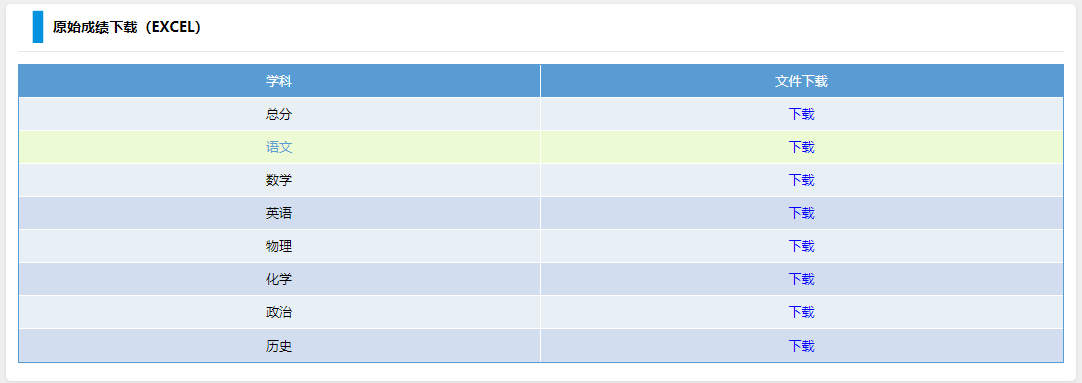 原始成绩下载（EXCEL）
学科 文件下载
总分 下载
语文 下载
数学 下载
英语 下载
物理 下载
化学 下载
政治 下载
历史 下载